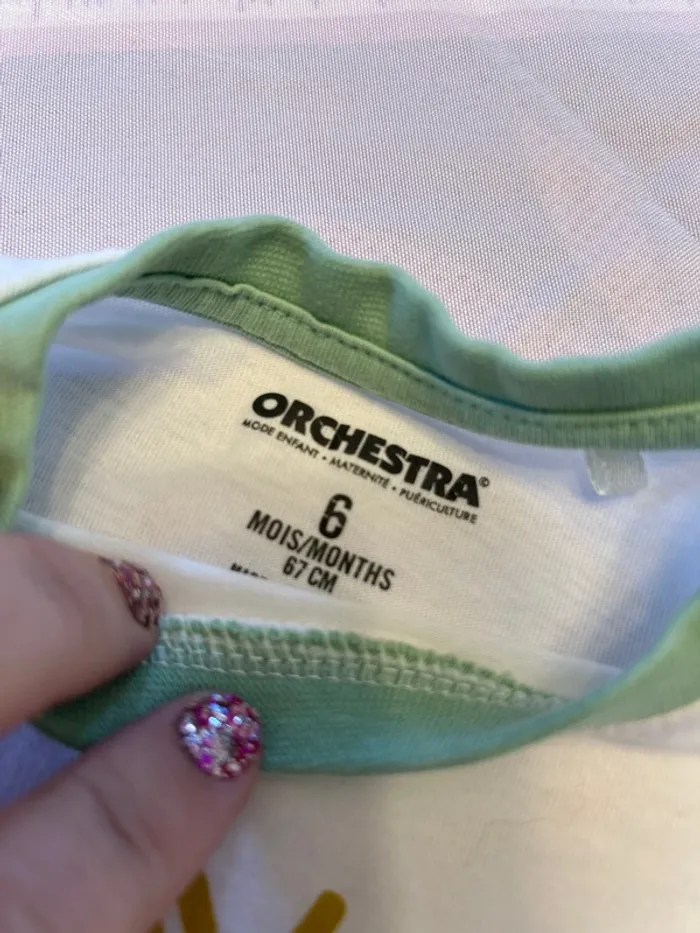 ORCHESTRA©
MODE ENFANT • MATERNITÉ • PUÉRICULTURE
6
MOIS/MONTHS
67 CM